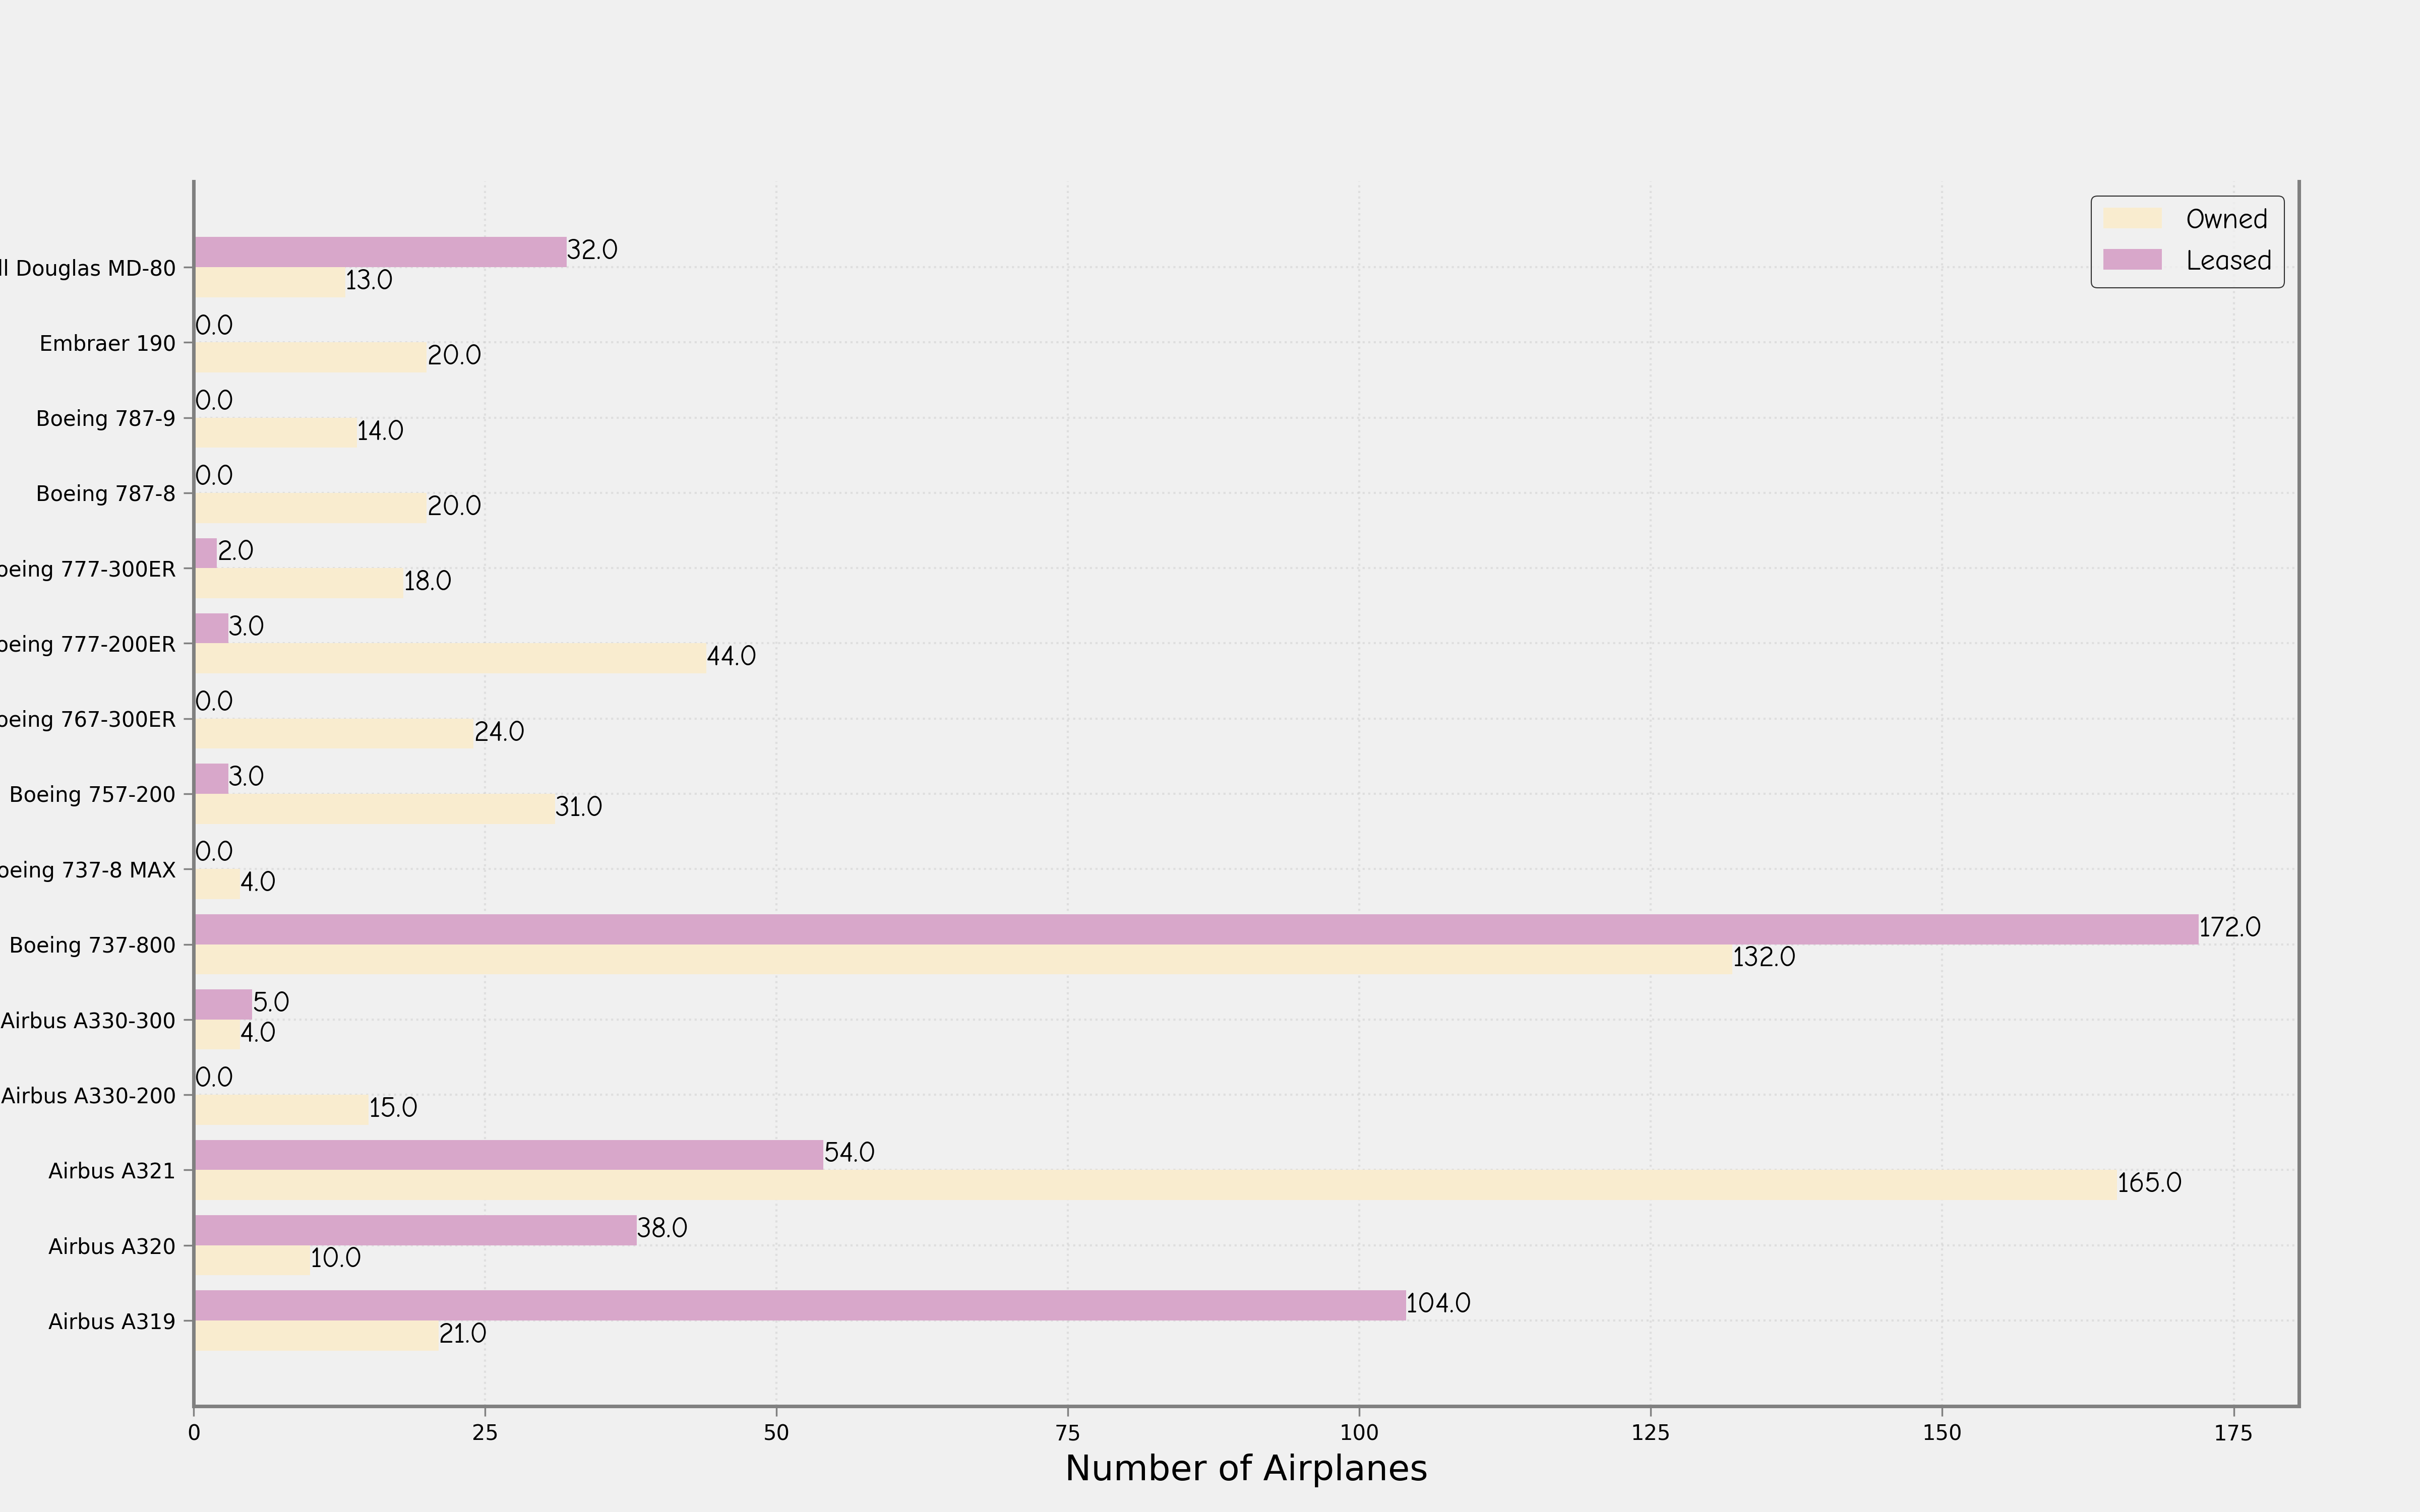 Owned
Leased
32.0
ll Douglas MD-80
13.0
0.0
Embraer 190
20.0
0.0
Boeing 787-9
14.0
0.0
Boeing 787-8
20.0
2.0
oeing 777-300ER
18.0
3.0
oeing 777-200ER
44.0
0.0
oeing 767-300ER
24.0
3.0
Boeing 757-200
31.0
0.0
oeing 737-8 MAX
4.0
172.0
Boeing 737-800
132.0
5.0
Airbus A330-300
4.0
0.0
Airbus A330-200
15.0
54.0
Airbus A321
165.0
38.0
Airbus A320
10.0
104.0
Airbus A319
21.0
0 25 50 75 100 125 150 175
Number of Airplanes